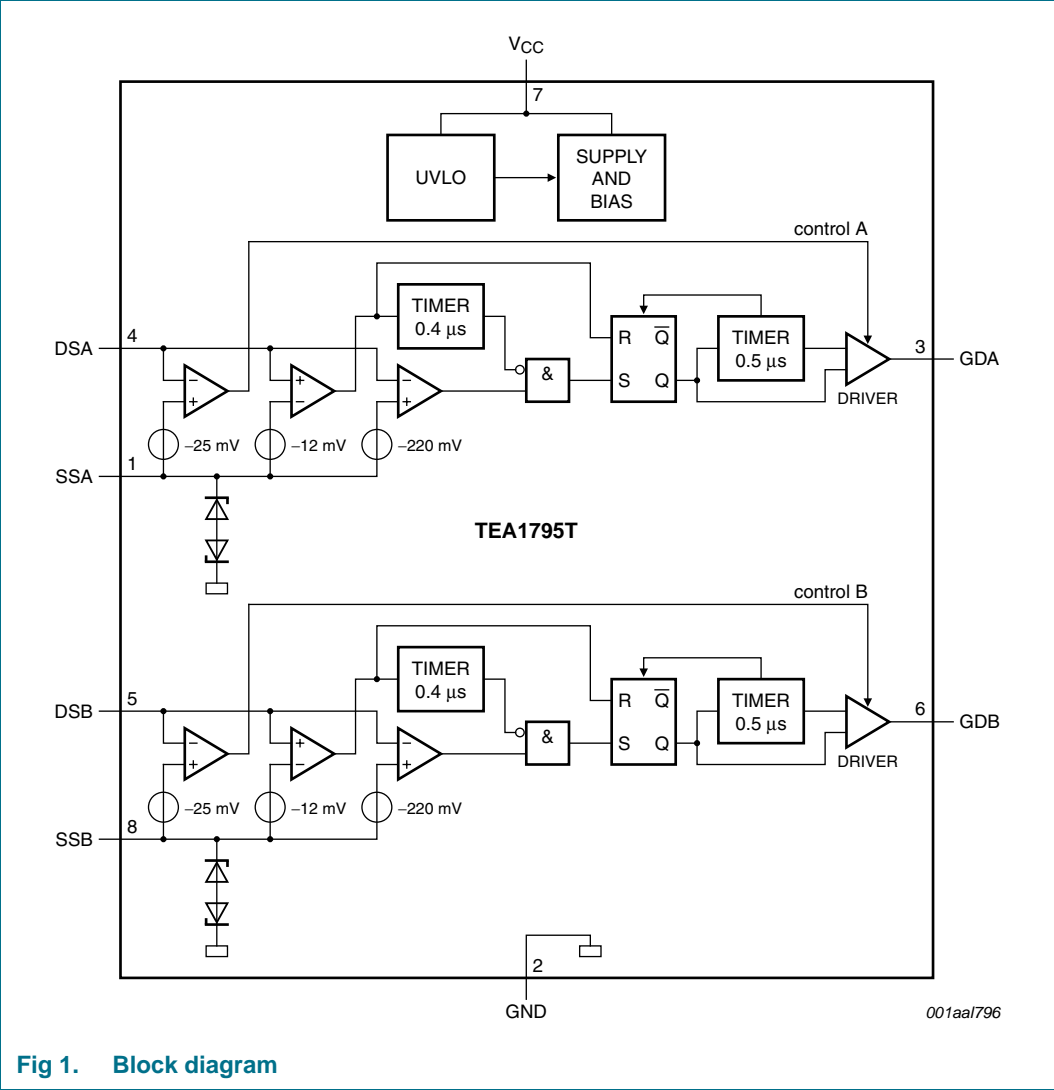 VCC
7
UVLO
SUPPLY
AND
BIAS
control A
TIMER
0.4 μs
R Q̅
S Q
TIMER
0.5 μs
&
DSA
4
3
GDA
DRIVER
−
+
+
−
−
+
−25 mV
−12 mV
−220 mV
SSA
1
TEA1795T
control B
TIMER
0.4 μs
R Q̅
S Q
TIMER
0.5 μs
&
DSB
5
6
GDB
DRIVER
−
+
+
−
−
+
−25 mV
−12 mV
−220 mV
SSB
8
2
GND
001aal796
Fig 1. Block diagram